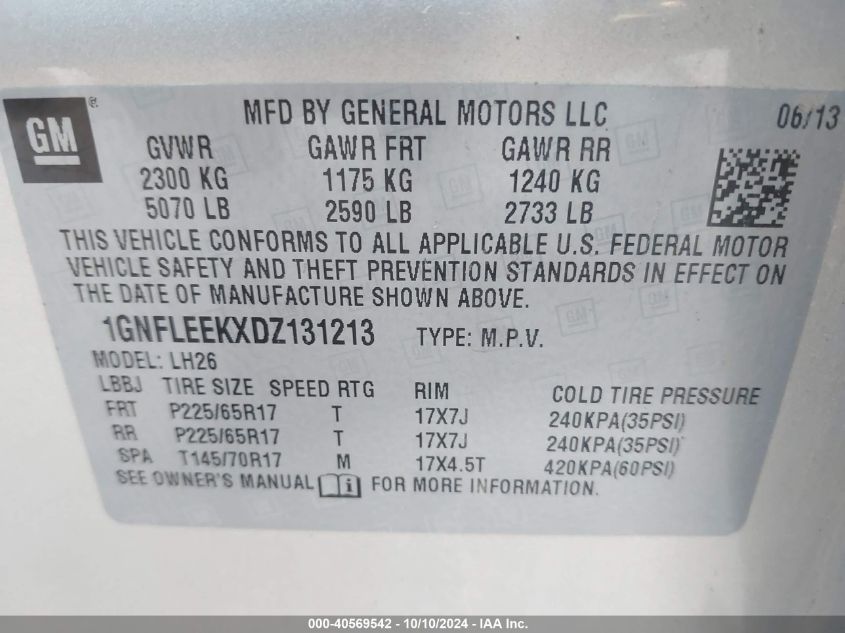 GM ®
MFD BY GENERAL MOTORS LLC 06/13
GVWR GAWR FRT GAWR RR
2300 KG 1175 KG 1240 KG
5070 LB 2590 LB 2733 LB
THIS VEHICLE CONFORMS TO ALL APPLICABLE U.S. FEDERAL MOTOR
VEHICLE SAFETY AND THEFT PREVENTION STANDARDS IN EFFECT ON
THE DATE OF MANUFACTURE SHOWN ABOVE.
1GNFLEEKXDZ131213 TYPE: M.P.V.
MODEL: LH26
LBBJ TIRE SIZE SPEED RTG RIM COLD TIRE PRESSURE
FRT P225/65R17 T 17X7J 240KPA(35PSI)
RR P225/65R17 T 17X7J 240KPA(35PSI)
SPA T145/70R17 M 17X4.5T 420KPA(60PSI)
SEE OWNER'S MANUAL FOR MORE INFORMATION.
000-40569542 - 10/10/2024 - IAA Inc.